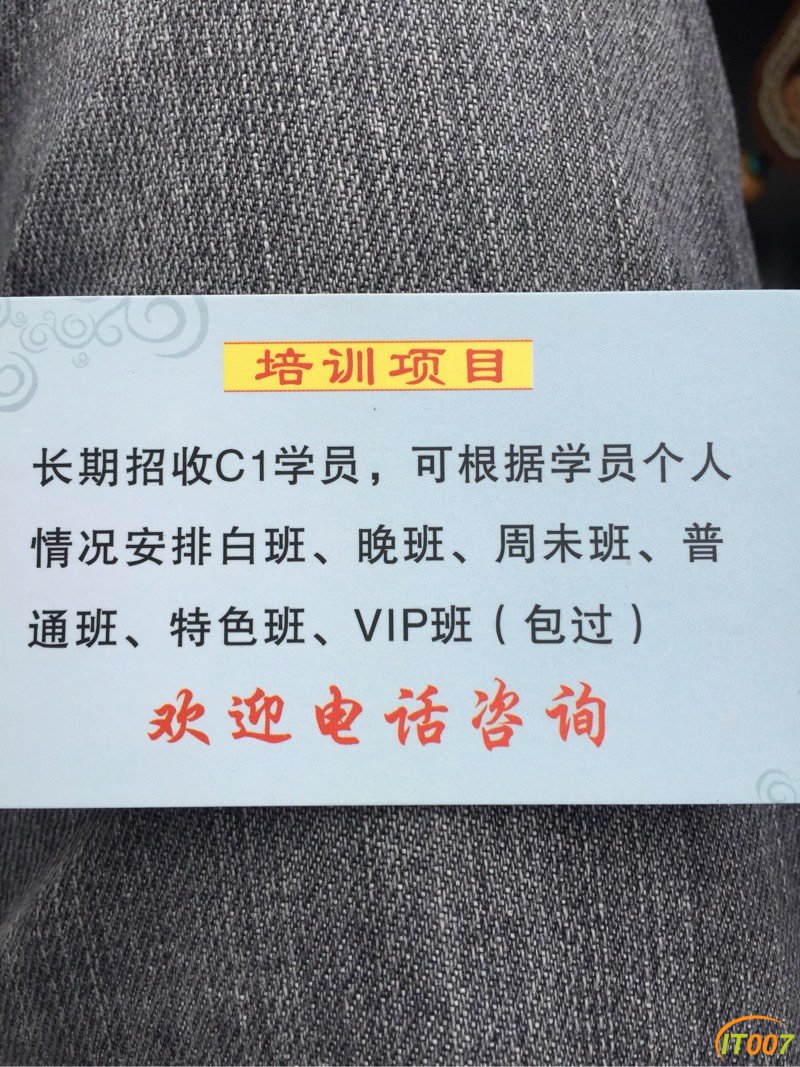 培训项目
长期招收C1学员，可根据学员个人
情况安排白班、晚班、周未班、普
通班、特色班、VIP班（包过）
欢迎电话咨询
IT007